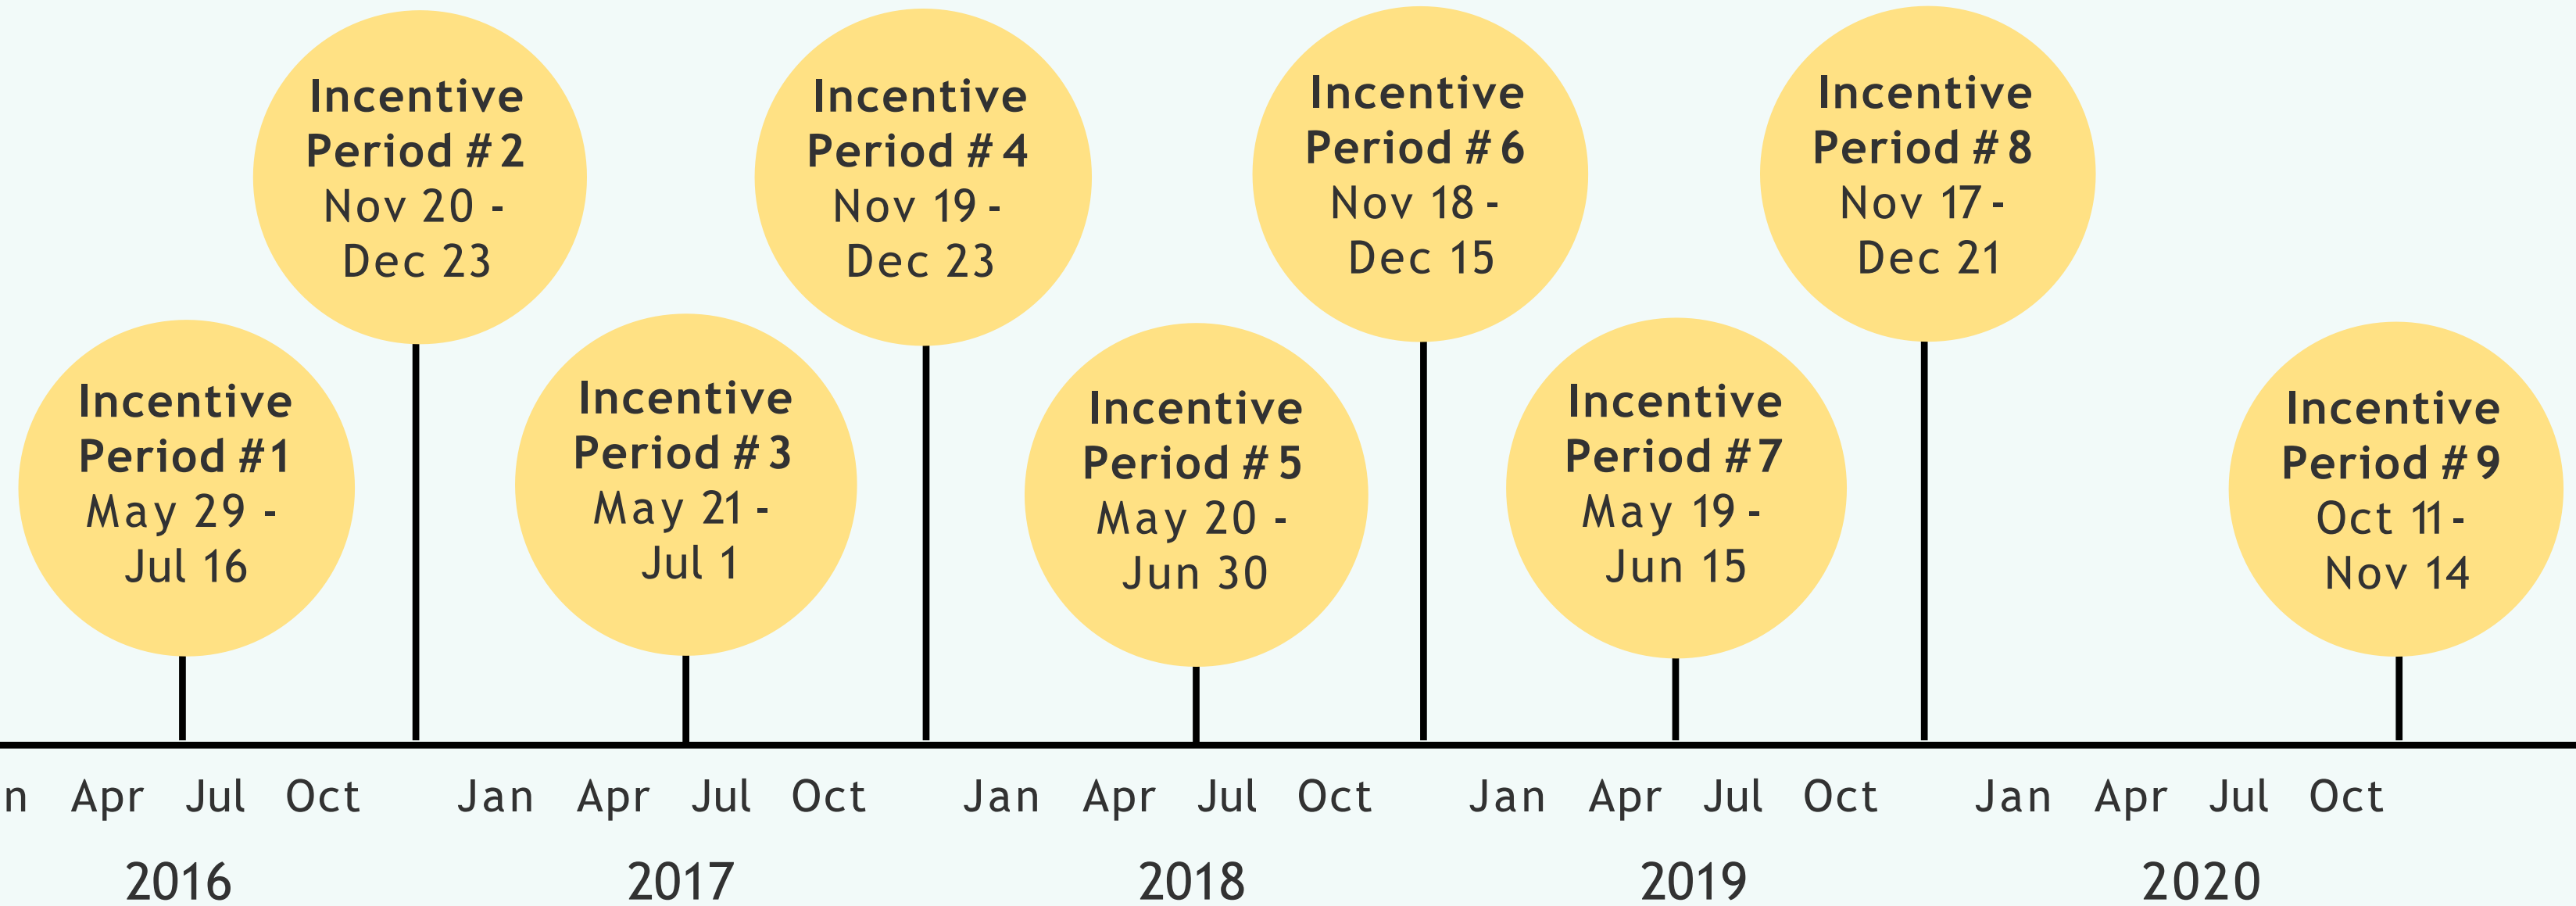 Incentive
Period #1
May 29 -
Jul 16
Incentive
Period #2
Nov 20 -
Dec 23
Incentive
Period #3
May 21 -
Jul 1
Incentive
Period #4
Nov 19 -
Dec 23
Incentive
Period #5
May 20 -
Jun 30
Incentive
Period #6
Nov 18 -
Dec 15
Incentive
Period #7
May 19 -
Jun 15
Incentive
Period #8
Nov 17 -
Dec 21
Incentive
Period #9
Oct 11 -
Nov 14
n Apr Jul Oct Jan Apr Jul Oct Jan Apr Jul Oct Jan Apr Jul Oct Jan Apr Jul Oct
2016 2017 2018 2019 2020